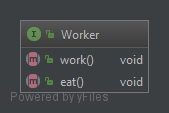 I Worker
m work() void
m eat() void
Powered by yFiles